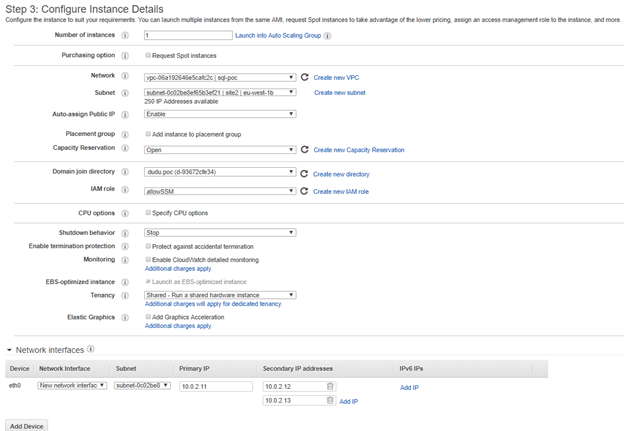 Step 3: Configure Instance Details
Configure the instance to suit your requirements. You can launch multiple instances from the same AMI, request Spot instances to take advantage of the lower pricing, assign an access management role to the instance, and more.
Number of instances 1 Launch into Auto Scaling Group
Purchasing option Request Spot instances
Network vpc-06a192646e5cafc2c | sql-poc Create new VPC
Subnet subnet-0c02be8ef65b3ef21 | site2 | eu-west-1b Create new subnet
250 IP Addresses available
Auto-assign Public IP Enable
Placement group Add instance to placement group
Capacity Reservation Open Create new Capacity Reservation
Domain join directory dudu.poc (d-93672cfe34) Create new directory
IAM role allowSSM Create new IAM role
CPU options Specify CPU options
Shutdown behavior Stop
Enable termination protection Protect against accidental termination
Monitoring Enable CloudWatch detailed monitoring
Additional charges apply.
EBS-optimized instance Launch as EBS-optimized instance
Tenancy Shared - Run a shared hardware instance
Additional charges will apply for dedicated tenancy.
Elastic Graphics Add Graphics Acceleration
Additional charges apply.
Network interfaces
Device Network Interface Subnet Primary IP Secondary IP addresses IPv6 IPs
eth0 New network interfac subnet-0c02be8 10.0.2.11 10.0.2.12 Add IP
10.0.2.13 Add IP
Add Device